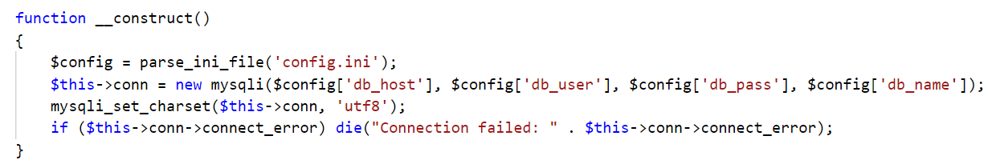 function __construct()
{
    $config = parse_ini_file('config.ini');
    $this->conn = new mysqli($config['db_host'], $config['db_user'], $config['db_pass'], $config['db_name']);
    mysqli_set_charset($this->conn, 'utf8');
    if ($this->conn->connect_error) die("Connection failed: " . $this->conn->connect_error);
}